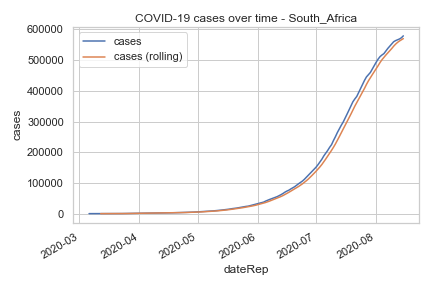 COVID-19 cases over time - South_Africa
cases
cases (rolling)
600000
500000
400000
300000
200000
100000
0
cases
2020-03
2020-04
2020-05
2020-06
2020-07
2020-08
dateRep